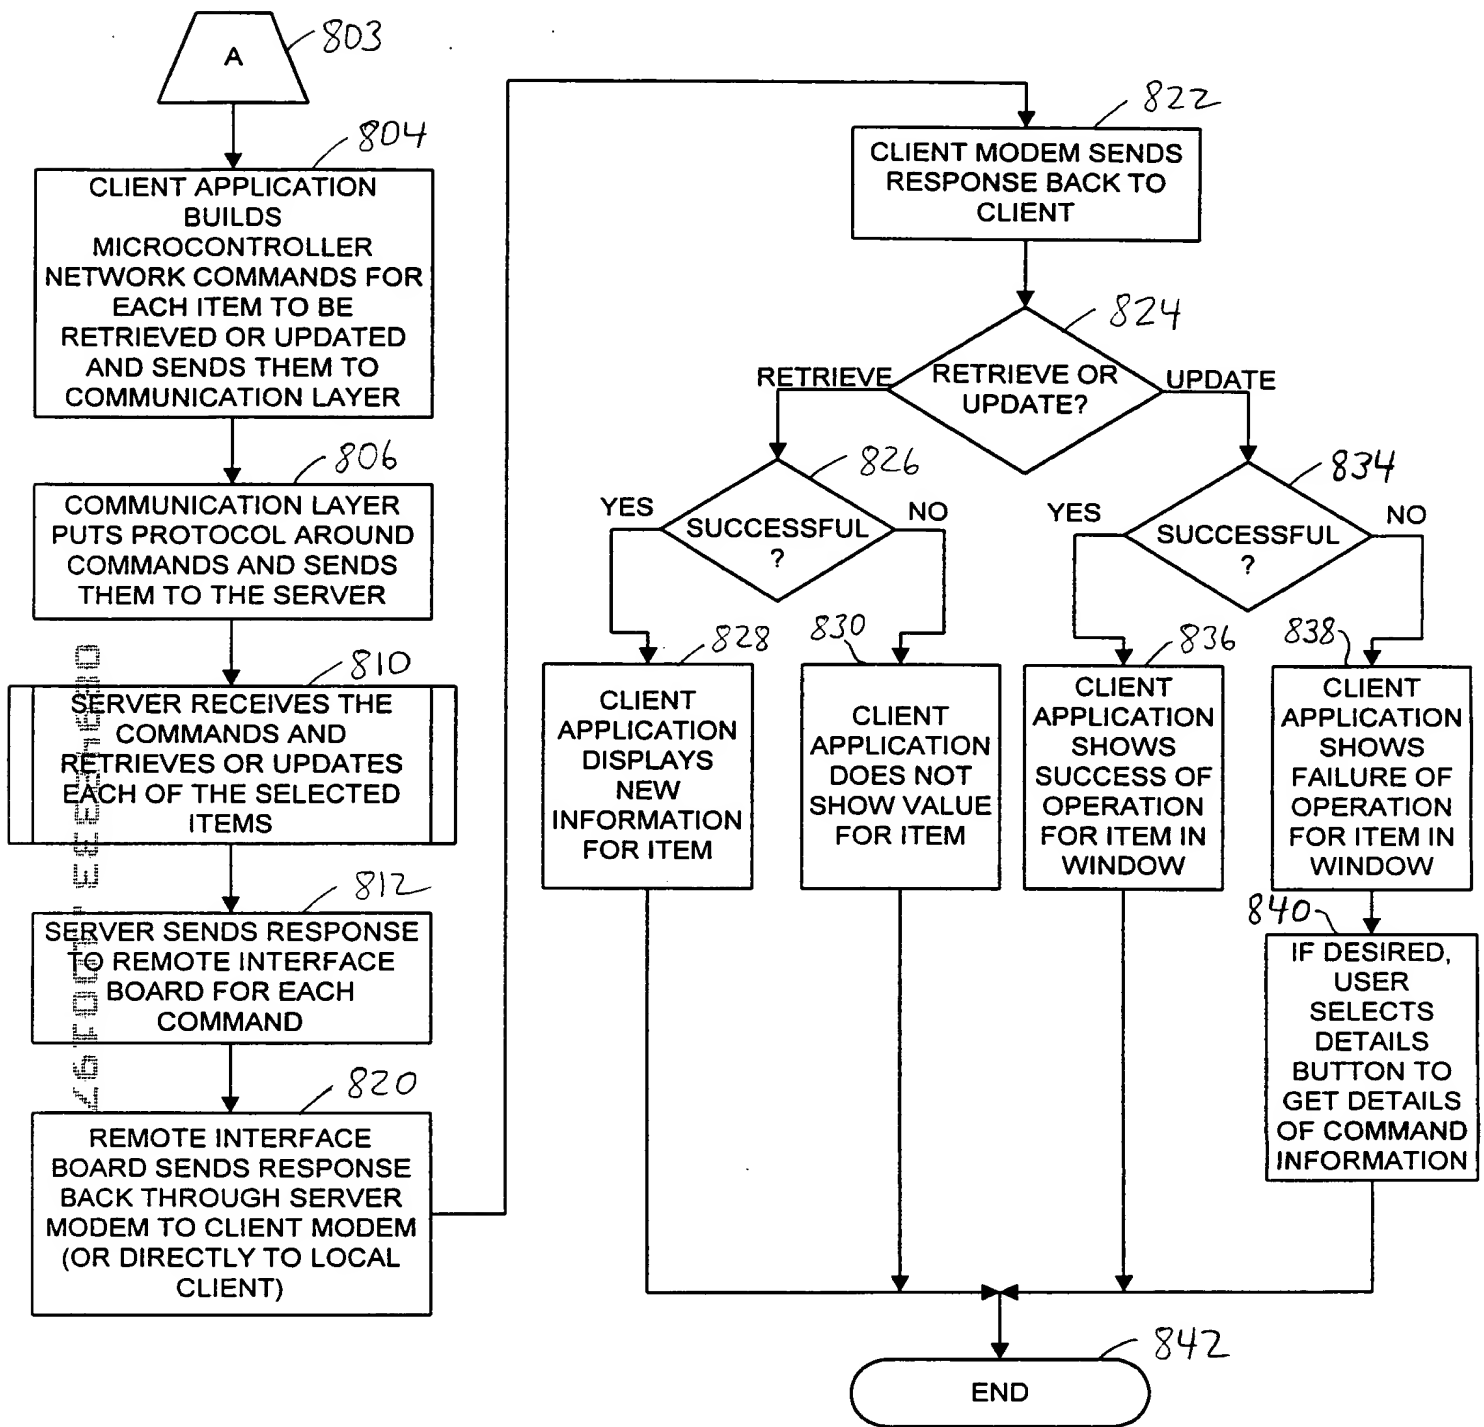 A
803
804
CLIENT APPLICATION
BUILDS
MICROCONTROLLER
NETWORK COMMANDS FOR
EACH ITEM TO BE
RETRIEVED OR UPDATED
AND SENDS THEM TO
COMMUNICATION LAYER
806
COMMUNICATION LAYER
PUTS PROTOCOL AROUND
COMMANDS AND SENDS
THEM TO THE SERVER
810
SERVER RECEIVES THE
COMMANDS AND
RETRIEVES OR UPDATES
EACH OF THE SELECTED
ITEMS
812
SERVER SENDS RESPONSE
TO REMOTE INTERFACE
BOARD FOR EACH
COMMAND
820
REMOTE INTERFACE
BOARD SENDS RESPONSE
BACK THROUGH SERVER
MODEM TO CLIENT MODEM
(OR DIRECTLY TO LOCAL
CLIENT)
822
CLIENT MODEM SENDS
RESPONSE BACK TO
CLIENT
824
RETRIEVE
RETRIEVE OR
UPDATE?
UPDATE
826
YES
SUCCESSFUL
?
NO
834
YES
SUCCESSFUL
?
NO
828
CLIENT
APPLICATION
DISPLAYS
NEW
INFORMATION
FOR ITEM
830
CLIENT
APPLICATION
DOES NOT
SHOW VALUE
FOR ITEM
836
CLIENT
APPLICATION
SHOWS
SUCCESS OF
OPERATION
FOR ITEM IN
WINDOW
838
CLIENT
APPLICATION
SHOWS
FAILURE OF
OPERATION
FOR ITEM IN
WINDOW
840
IF DESIRED,
USER
SELECTS
DETAILS
BUTTON TO
GET DETAILS
OF COMMAND
INFORMATION
842
END